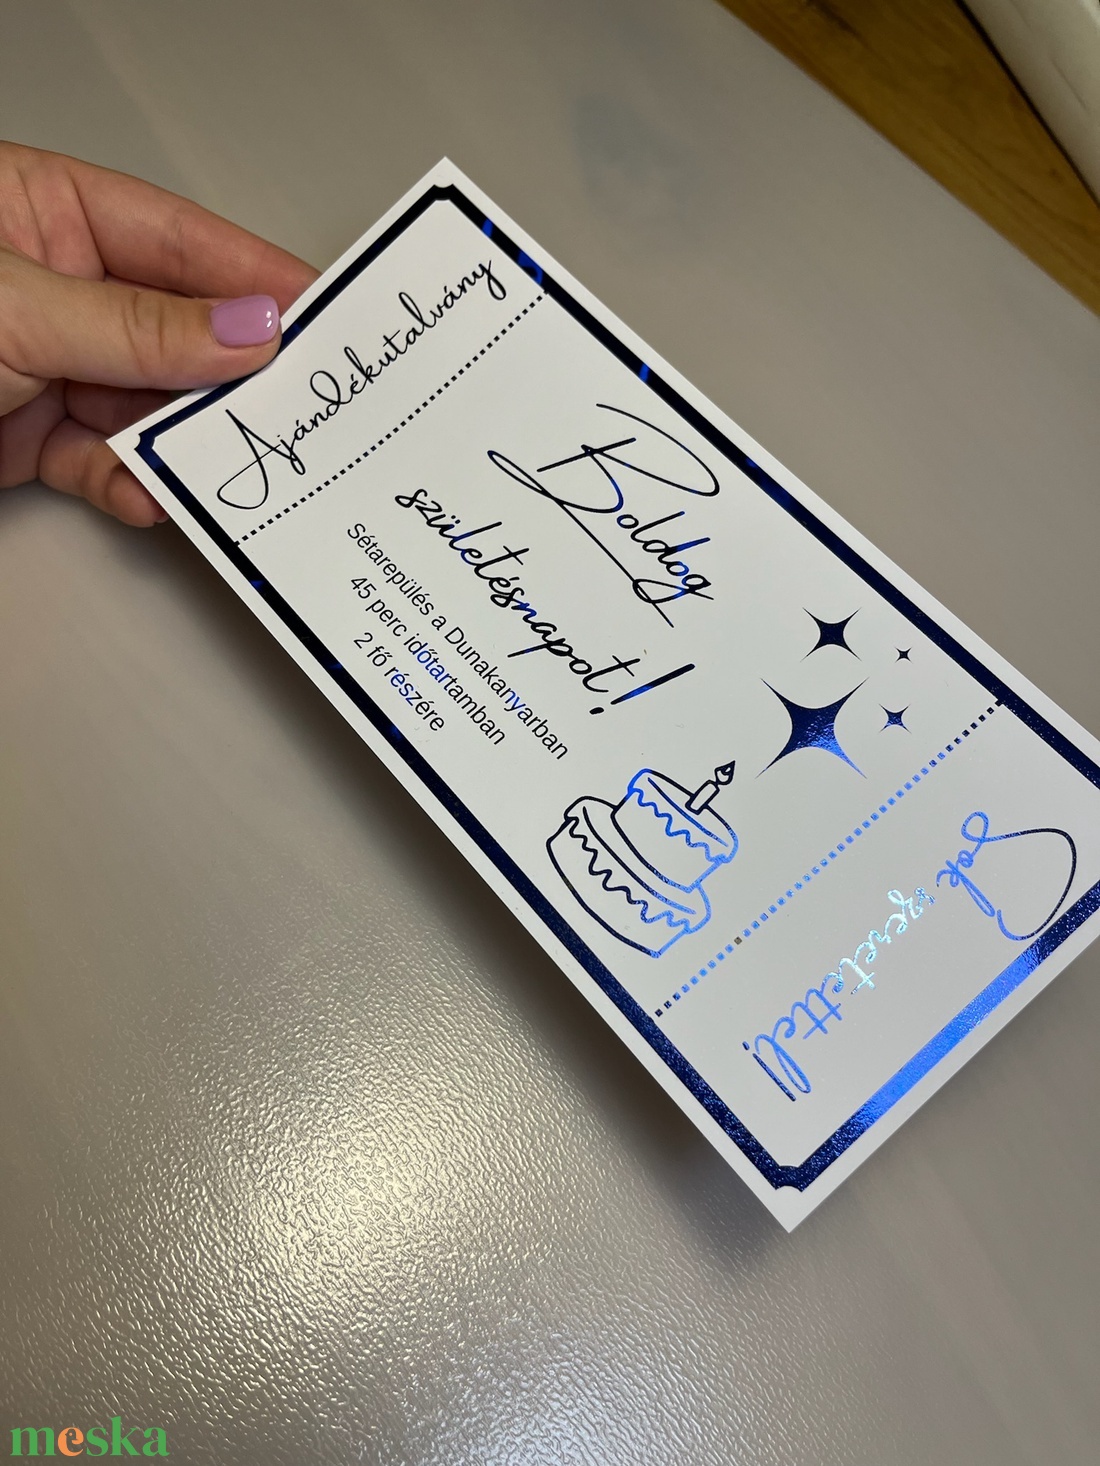 Ajándékutalvány
Boldog
születésnapot!
Sétarepülés a Dunakanyarban
45 perc időtartamban
2 fő részére
Sok
szeretettel!
meska